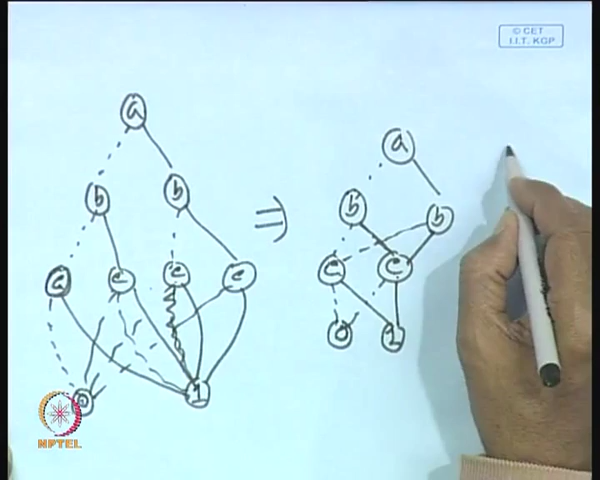 © CET
I.I.T. KGP
a
a
b b
b b
c c c
c c
0 1
0 1
NPTEL